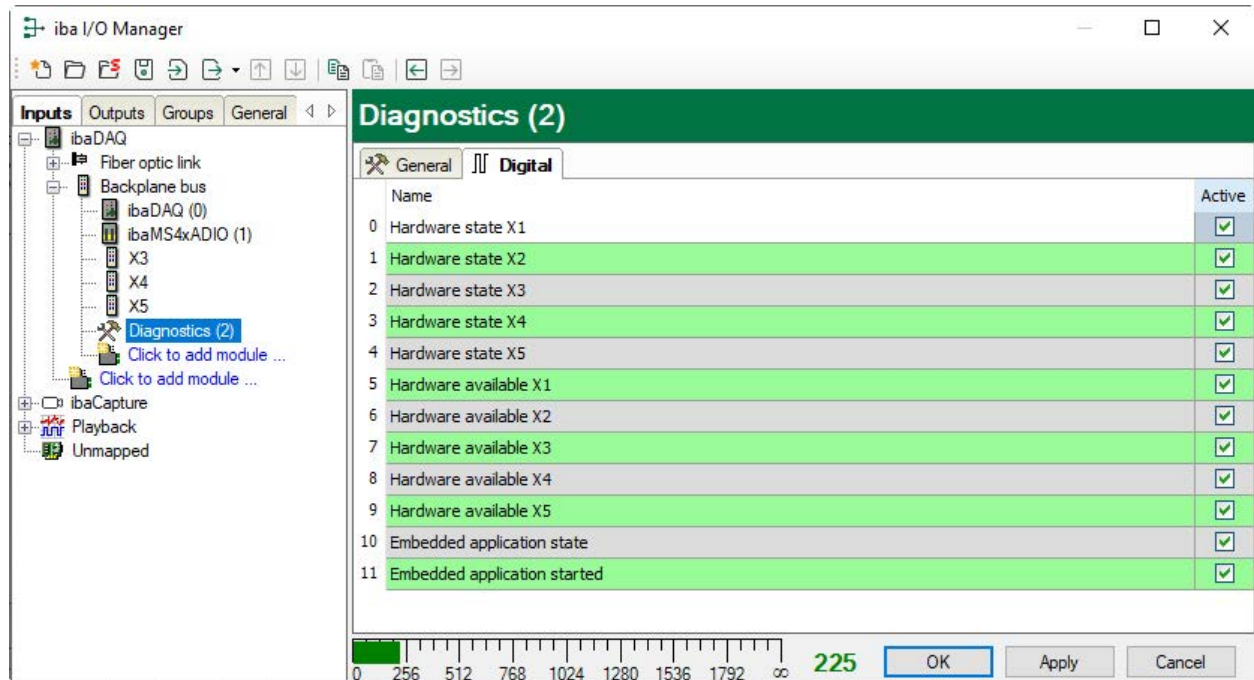 iba I/O Manager
Inputs Outputs Groups General
ibaDAQ
Fiber optic link
Backplane bus
ibaDAQ (0)
ibaMS4xADIO (1)
X3
X4
X5
Diagnostics (2)
Click to add module ...
Click to add module ...
ibaCapture
Playback
Unmapped
Diagnostics (2)
General Digital
Name Active
0 Hardware state X1
1 Hardware state X2
2 Hardware state X3
3 Hardware state X4
4 Hardware state X5
5 Hardware available X1
6 Hardware available X2
7 Hardware available X3
8 Hardware available X4
9 Hardware available X5
10 Embedded application state
11 Embedded application started
0 256 512 768 1024 1280 1536 1792 ∞ 225 OK Apply Cancel